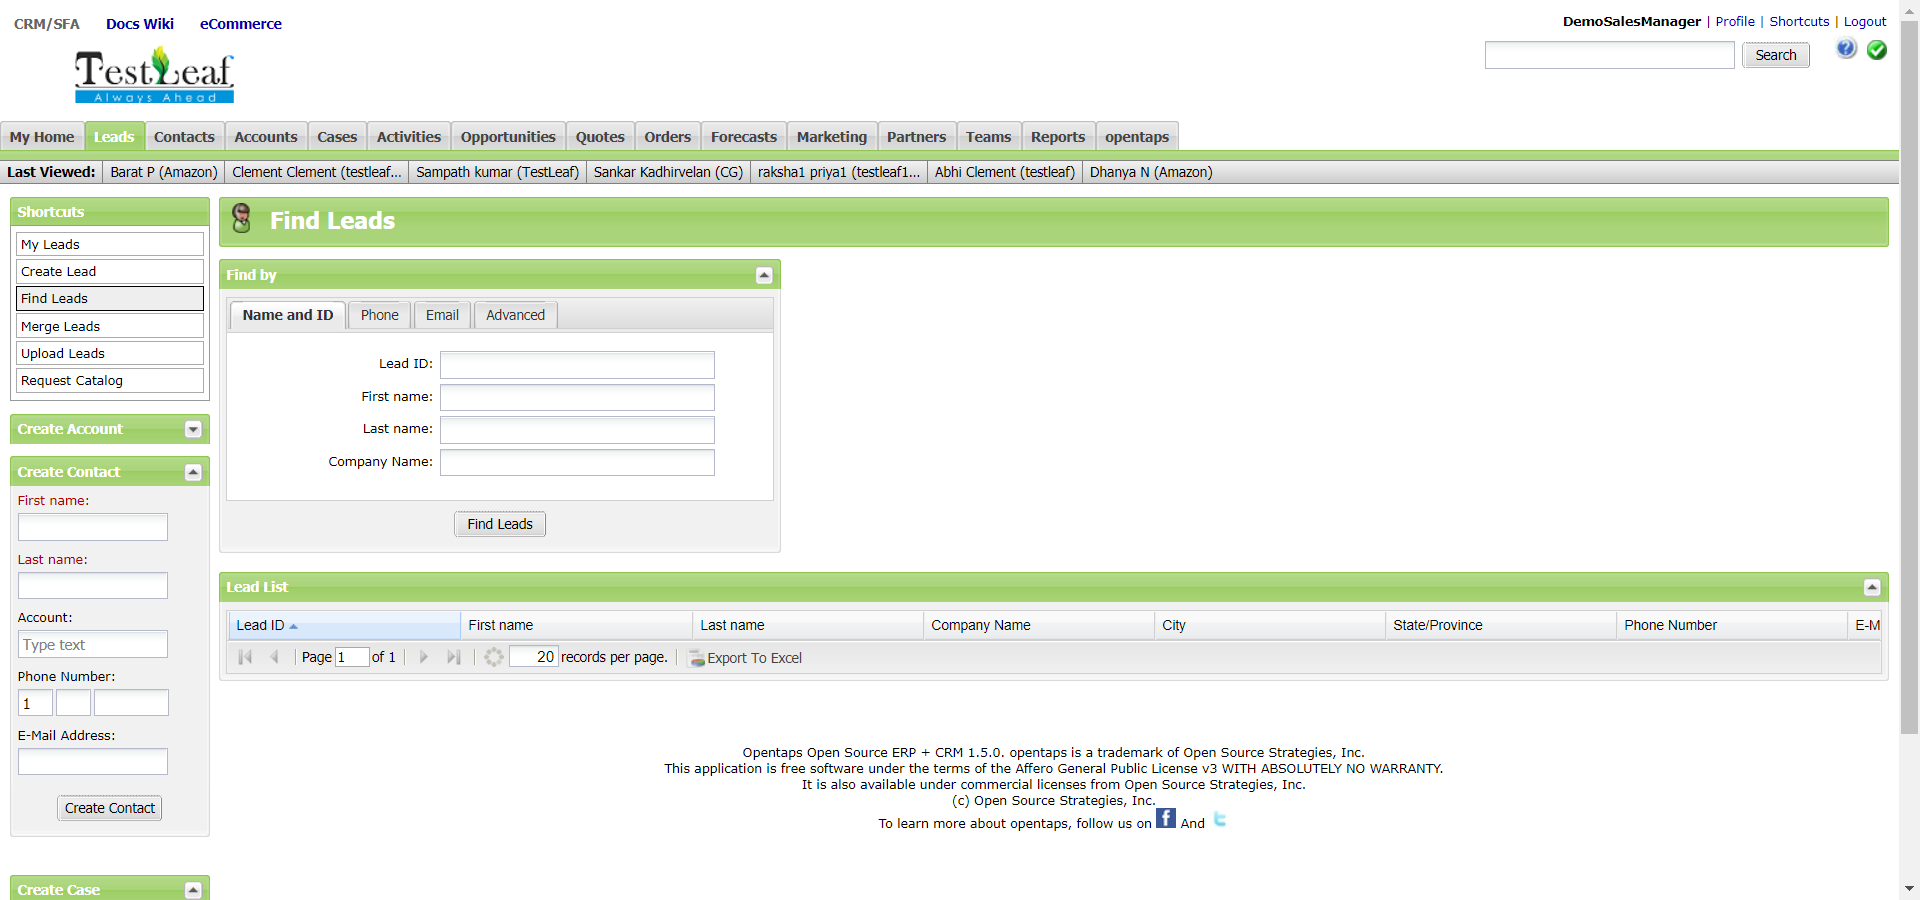 CRM/SFA Docs Wiki eCommerce
DemoSalesManager | Profile | Shortcuts | Logout
TestLeaf
Always Ahead
Search
My Home Leads Contacts Accounts Cases Activities Opportunities Quotes Orders Forecasts Marketing Partners Teams Reports opentaps
Last Viewed: Barat P (Amazon) Clement Clement (testleaf... Sampath kumar (TestLeaf) Sankar Kadhirvelan (CG) raksha1 priya1 (testleaf1... Abhi Clement (testleaf) Dhanya N (Amazon)
Shortcuts
My Leads
Create Lead
Find Leads
Merge Leads
Upload Leads
Request Catalog
Create Account
Create Contact
First name:
Last name:
Account:
Type text
Phone Number:
1
E-Mail Address:
Create Contact
Create Case
Find Leads
Find by
Name and ID Phone Email Advanced
Lead ID:
First name:
Last name:
Company Name:
Find Leads
Lead List
Lead ID First name Last name Company Name City State/Province Phone Number E-M
Page 1 of 1 20 records per page. Export To Excel
Opentaps Open Source ERP + CRM 1.5.0. opentaps is a trademark of Open Source Strategies, Inc.
This application is free software under the terms of the Affero General Public License v3 WITH ABSOLUTELY NO WARRANTY.
It is also available under commercial licenses from Open Source Strategies, Inc.
(c) Open Source Strategies, Inc.
To learn more about opentaps, follow us on f And t